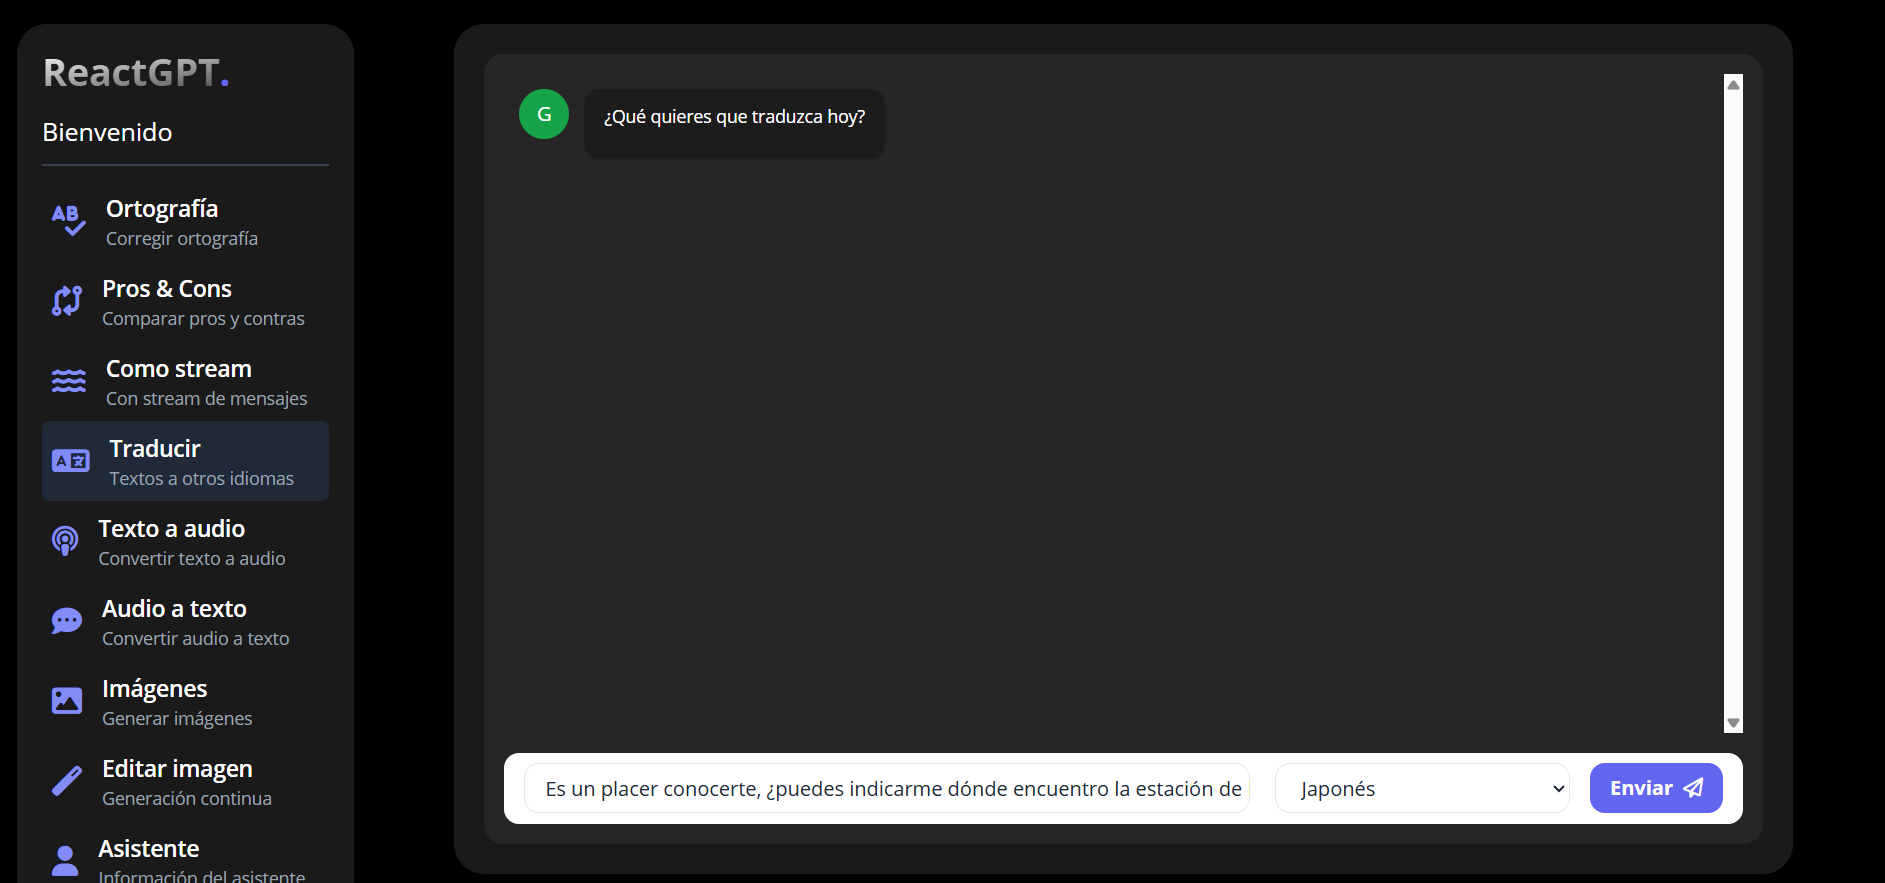 ReactGPT.
Bienvenido
Ortografía
Corregir ortografía
Pros & Cons
Comparar pros y contras
Como stream
Con stream de mensajes
Traducir
Textos a otros idiomas
Texto a audio
Convertir texto a audio
Audio a texto
Convertir audio a texto
Imágenes
Generar imágenes
Editar imagen
Generación continua
Asistente
Información del asistente
G
¿Qué quieres que traduzca hoy?
Es un placer conocerte, ¿puedes indicarme dónde encuentro la estación de
Japonés
Enviar